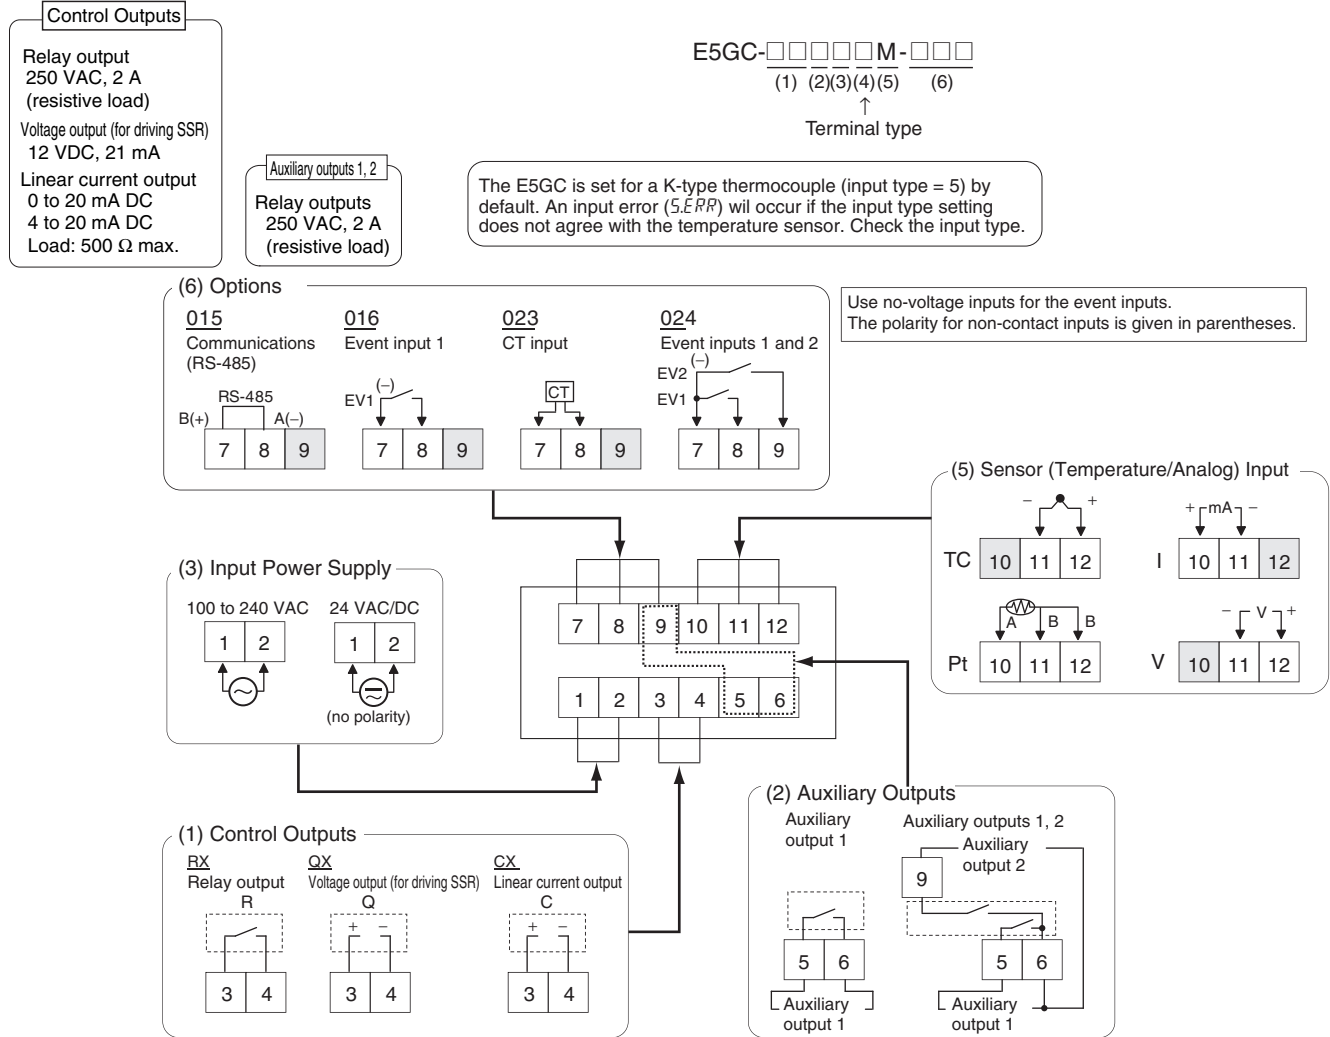 Control Outputs
Relay output
250 VAC, 2 A
(resistive load)
Voltage output (for driving SSR)
12 VDC, 21 mA
Linear current output
0 to 20 mA DC
4 to 20 mA DC
Load: 500 Ω max.
Auxiliary outputs 1, 2
Relay outputs
250 VAC, 2 A
(resistive load)
E5GC-□□□□□M-□□□
(1) (2)(3)(4)(5) (6)
↑
Terminal type
The E5GC is set for a K-type thermocouple (input type = 5) by
default. An input error (S.ERR) wil occur if the input type setting
does not agree with the temperature sensor. Check the input type.
(6) Options
015
Communications
(RS-485)
RS-485
B(+) A(−)
7 8 9
016
Event input 1
(−)
EV1
7 8 9
023
CT input
CT
7 8 9
024
Event inputs 1 and 2
(−)
EV2
EV1
7 8 9
Use no-voltage inputs for the event inputs.
The polarity for non-contact inputs is given in parentheses.
(5) Sensor (Temperature/Analog) Input
− +
TC 10 11 12
+ mA −
I 10 11 12
A B B
Pt 10 11 12
− V +
V 10 11 12
(3) Input Power Supply
100 to 240 VAC
1 2
24 VAC/DC
1 2
(no polarity)
7 8 9 10 11 12
1 2 3 4 5 6
(1) Control Outputs
RX
Relay output
R
3 4
QX
Voltage output (for driving SSR)
Q
+ −
3 4
CX
Linear current output
C
+ −
3 4
(2) Auxiliary Outputs
Auxiliary
output 1
5 6
Auxiliary
output 1
Auxiliary outputs 1, 2
Auxiliary
output 2
9
5 6
Auxiliary
output 1